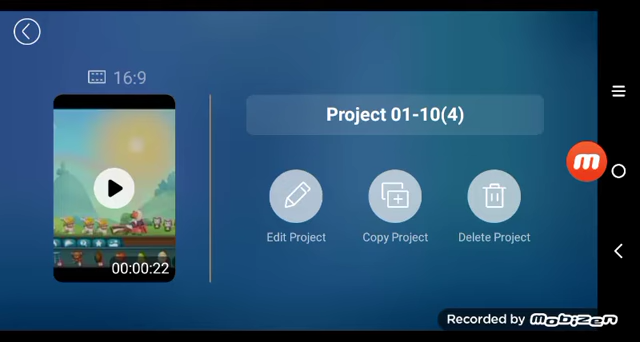 16:9
Project 01-10(4)
Edit Project
Copy Project
Delete Project
00:00:22
Recorded by mobizen